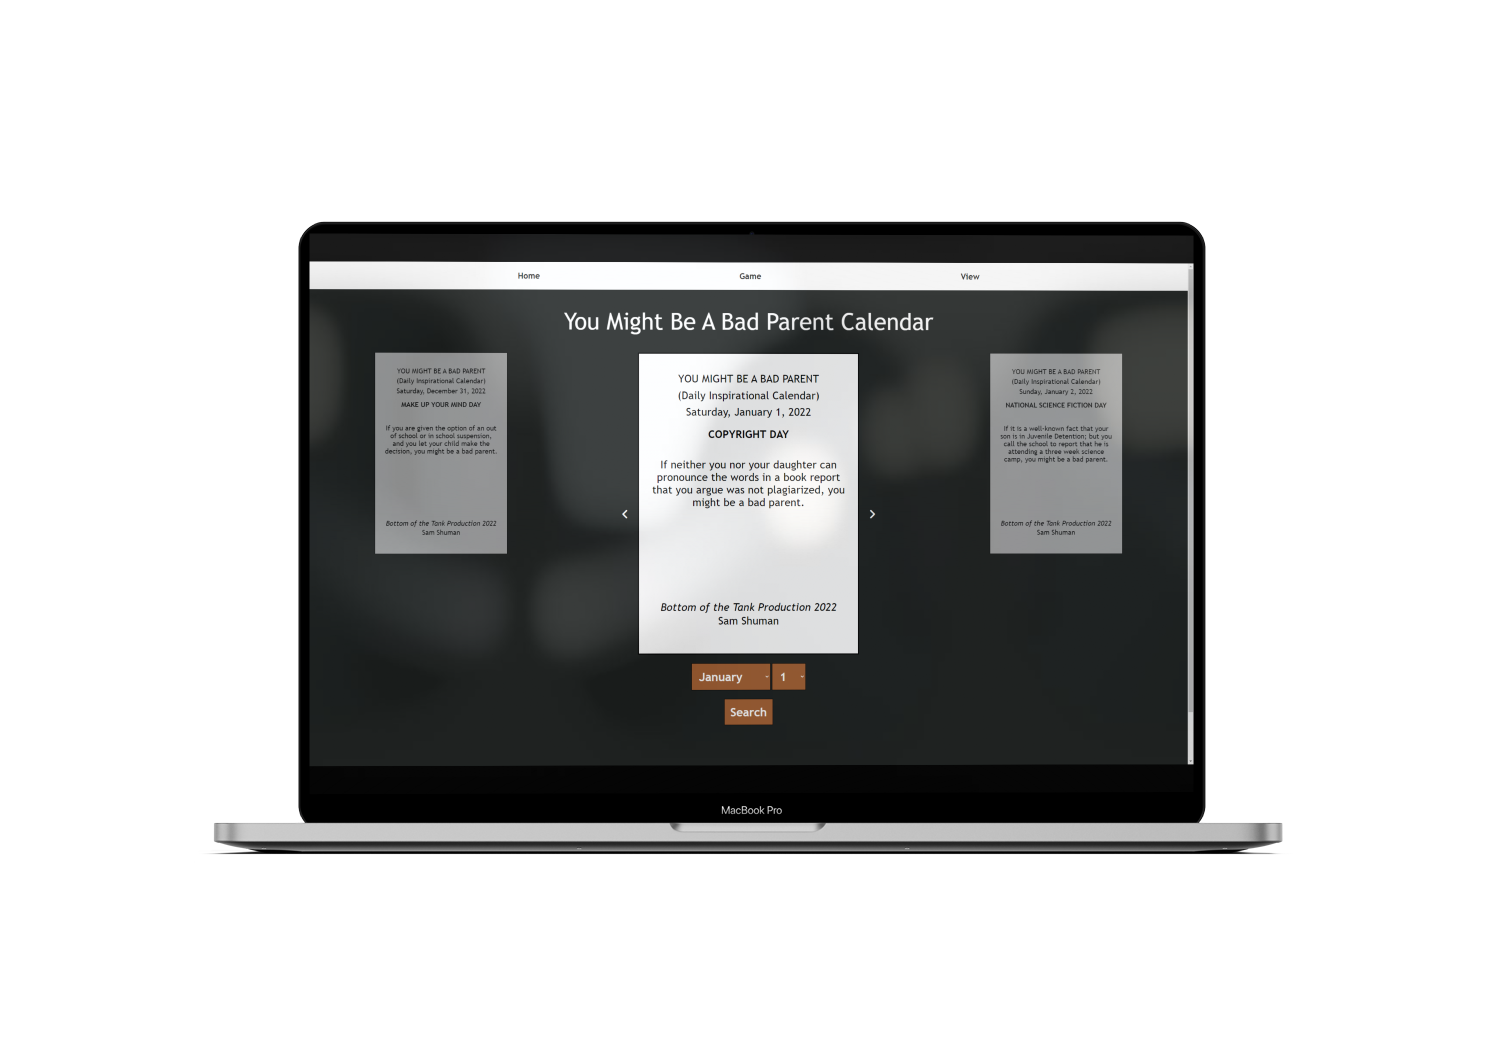 Home Game View
You Might Be A Bad Parent Calendar
YOU MIGHT BE A BAD PARENT
(Daily Inspirational Calendar)
Saturday, December 31, 2022
MAKE UP YOUR MIND DAY
If you are given the option of an out
of school or in school suspension,
and you let your child make the
decision, you might be a bad parent.
Bottom of the Tank Production 2022
Sam Shuman
YOU MIGHT BE A BAD PARENT
(Daily Inspirational Calendar)
Saturday, January 1, 2022
COPYRIGHT DAY
If neither you nor your daughter can
pronounce the words in a book report
that you argue was not plagiarized, you
might be a bad parent.
Bottom of the Tank Production 2022
Sam Shuman
YOU MIGHT BE A BAD PARENT
(Daily Inspirational Calendar)
Sunday, January 2, 2022
NATIONAL SCIENCE FICTION DAY
If it is a well-known fact that your
son is in Juvenile Detention; but you
call the school to report that he is
attending a three week science
camp, you might be a bad parent.
Bottom of the Tank Production 2022
Sam Shuman
January 1
Search
MacBook Pro